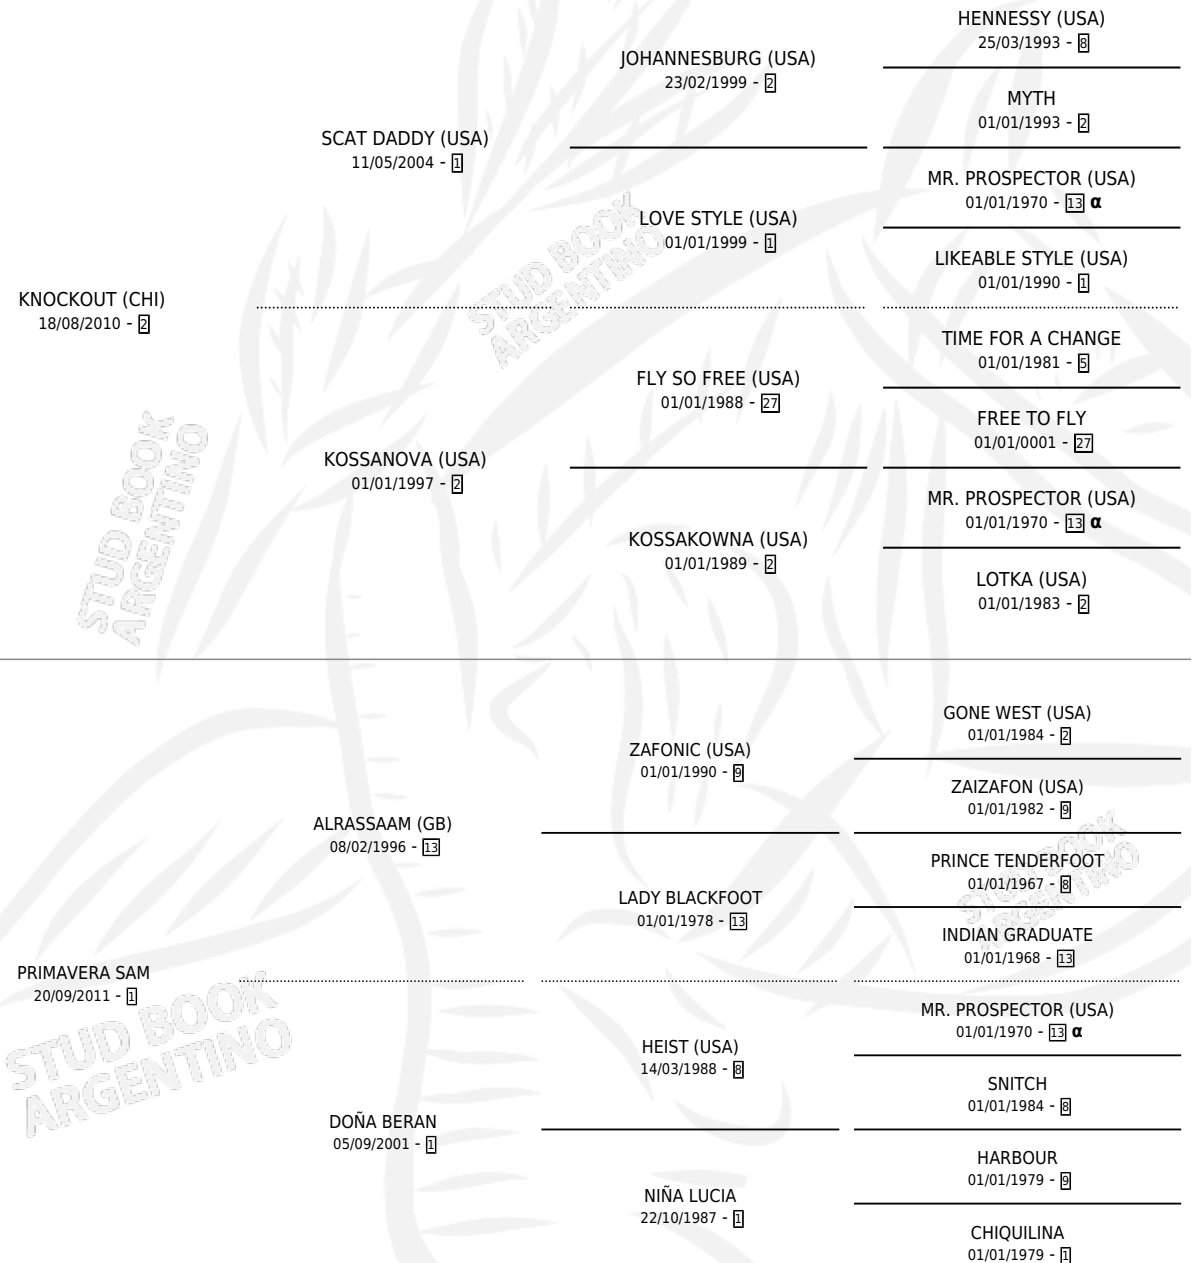 HENNESSY (USA)
25/03/1993 - 8
JOHANNESBURG (USA)
23/02/1999 - 2
MYTH
01/01/1993 - 2
SCAT DADDY (USA)
11/05/2004 - 1
MR. PROSPECTOR (USA)
01/01/1970 - 13 α
LOVE STYLE (USA)
01/01/1999 - 1
LIKEABLE STYLE (USA)
01/01/1990 - 1
KNOCKOUT (CHI)
18/08/2010 - 2
TIME FOR A CHANGE
01/01/1981 - 5
FLY SO FREE (USA)
01/01/1988 - 27
FREE TO FLY
01/01/0001 - 27
KOSSANOVA (USA)
01/01/1997 - 2
MR. PROSPECTOR (USA)
01/01/1970 - 13 α
KOSSAKOWNA (USA)
01/01/1989 - 2
LOTKA (USA)
01/01/1983 - 2
GONE WEST (USA)
01/01/1984 - 2
ZAFONIC (USA)
01/01/1990 - 9
ZAIZAFON (USA)
01/01/1982 - 9
ALRASSAAM (GB)
08/02/1996 - 13
PRINCE TENDERFOOT
01/01/1967 - 8
LADY BLACKFOOT
01/01/1978 - 13
INDIAN GRADUATE
01/01/1968 - 13
PRIMAVERA SAM
20/09/2011 - 1
MR. PROSPECTOR (USA)
01/01/1970 - 13 α
HEIST (USA)
14/03/1988 - 8
SNITCH
01/01/1984 - 8
DOÑA BERAN
05/09/2001 - 1
HARBOUR
01/01/1979 - 9
NIÑA LUCIA
22/10/1987 - 1
CHIQUILINA
01/01/1979 - 1
STUD BOOK
ARGENTINO
STUD BOOK
ARGENTINO
STUD BOOK
ARGENTINO
STUD BOOK
ARGENTINO